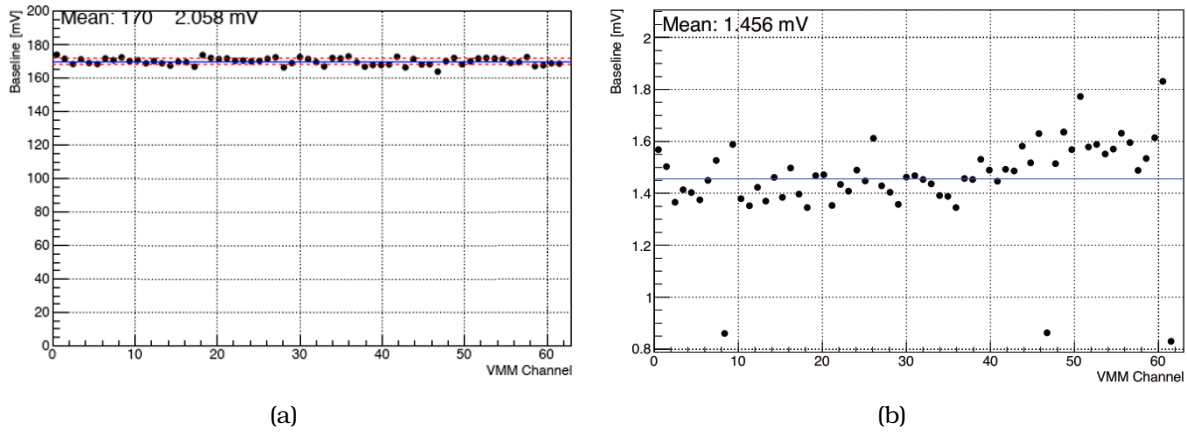 Mean: 170 2.058 mV
Baseline [mV]
200
180
160
140
120
100
80
60
40
20
0
0 10 20 30 40 50 60
VMM Channel
(a)
Mean: 1.456 mV
Baseline [mV]
2
1.8
1.6
1.4
1.2
1
0.8
0 10 20 30 40 50 60
VMM Channel
(b)